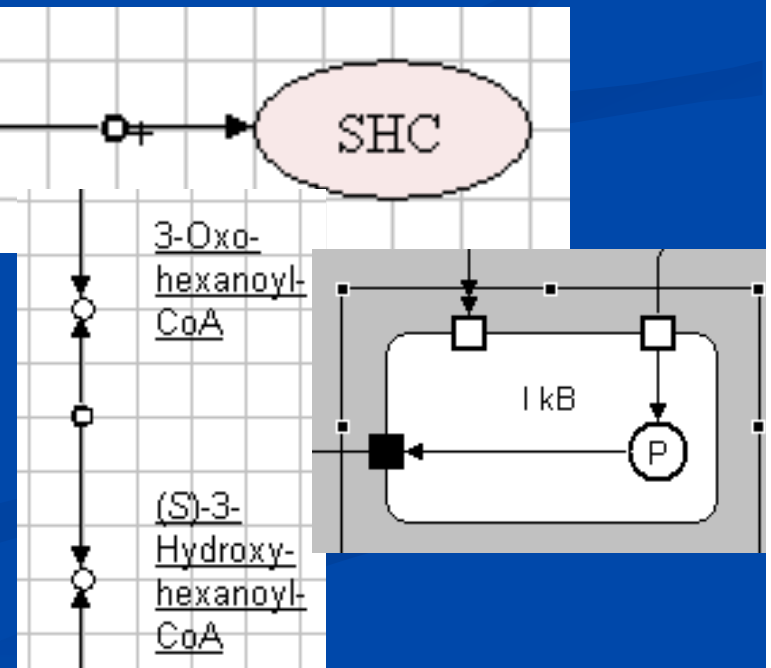 SHC
3-Oxo-
hexanoyl-
CoA
I kB
P
(S)-3-
Hydroxy-
hexanoyl-
CoA